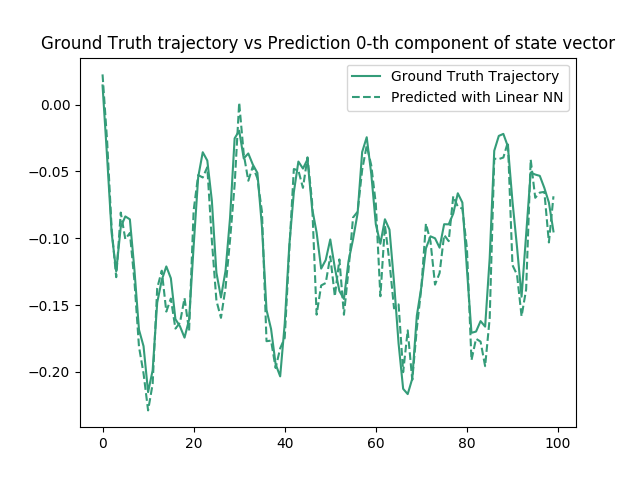 Ground Truth trajectory vs Prediction 0-th component of state vector
Ground Truth Trajectory
Predicted with Linear NN
0.00
−0.05
−0.10
−0.15
−0.20
0 20 40 60 80 100